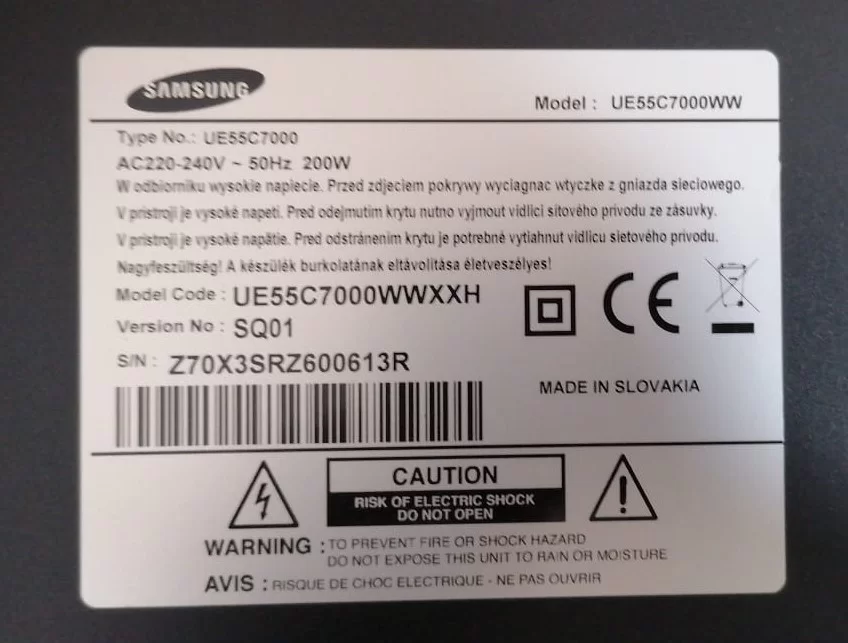 SAMSUNG
Model : UE55C7000WW
Type No.: UE55C7000
AC220-240V ~ 50Hz 200W
W odbiorniku wysokie napiecie. Przed zdjeciem pokrywy wyciagnac wtyczke z gniazda sieciowego.
V pristroji je vysoké napeti. Pred odejmutim krytu nutno vyjmout vidlici sitového privodu ze zásuvky.
V pristroji je vysoké napätie. Pred odstránenim krytu je potrebné vytiahnut vidlicu sietového privodu.
Nagyfeszültség! A készülék burkolatának eltávolitása életveszélyes!
Model Code : UE55C7000WWXXH
Version No : SQ01
S/N : Z70X3SRZ600613R
CE
MADE IN SLOVAKIA
CAUTION
RISK OF ELECTRIC SHOCK
DO NOT OPEN
WARNING : TO PREVENT FIRE OR SHOCK HAZARD
DO NOT EXPOSE THIS UNIT TO RAIN OR MOISTURE
AVIS : RISQUE DE CHOC ELECTRIQUE - NE PAS OUVRIR